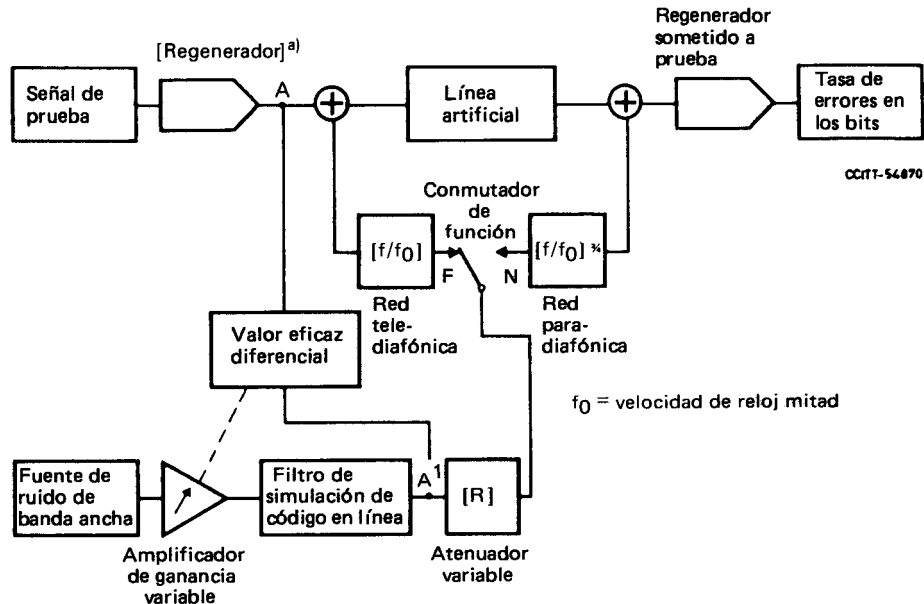 [Regenerador]a)
Regenerador
sometido a
prueba
Señal de
prueba
A
Línea
artificial
Tasa de
errores en
los bits
CCITT-54870
Conmutador
de
función
[f/f0]
F
N
[f/f0] ¾
Red
tele-
diafónica
Red
para-
diafónica
Valor eficaz
diferencial
f0 = velocidad de reloj mitad
Fuente de
ruido de
banda ancha
Filtro de
simulación de
código en línea
A1
[R]
Amplificador
de ganancia
variable
Atenuador
variable